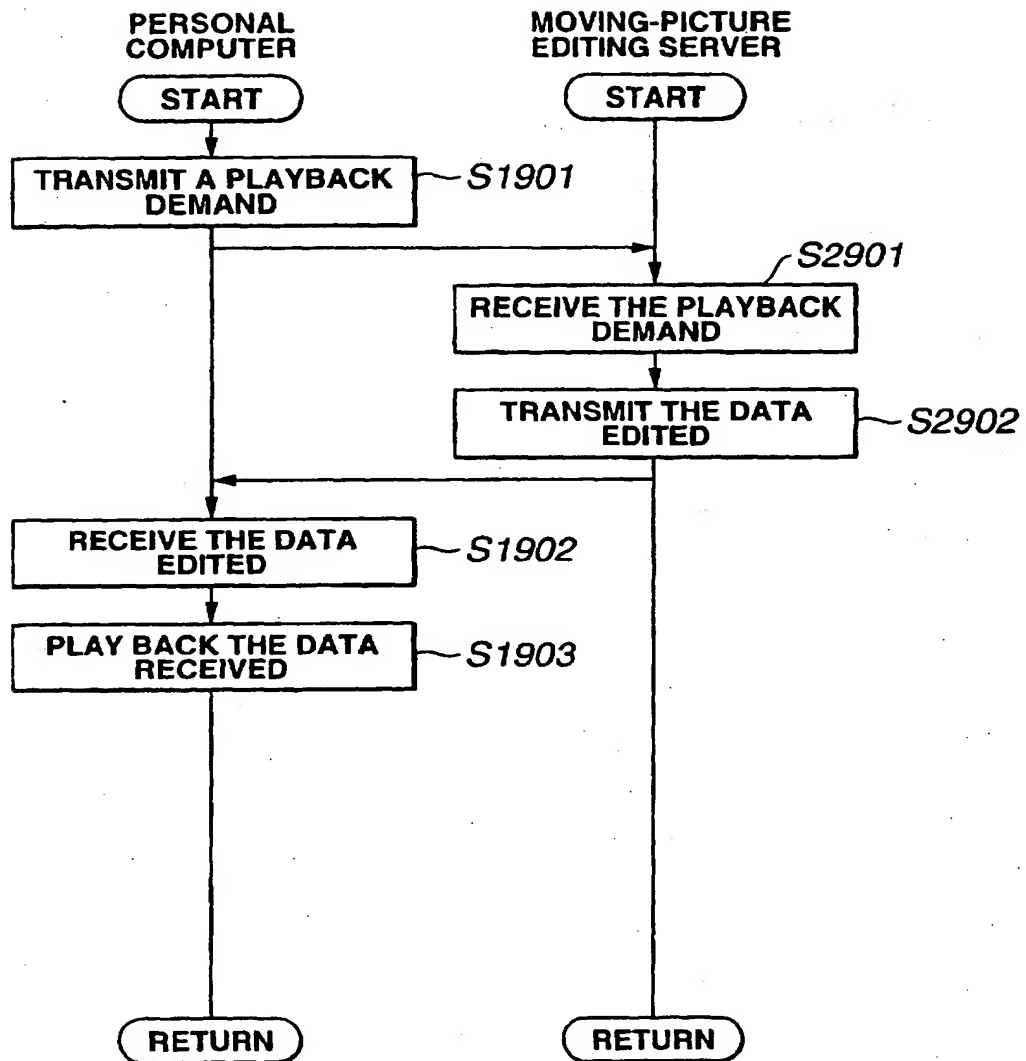 PERSONAL
COMPUTER
MOVING-PICTURE
EDITING SERVER
START
START
TRANSMIT A PLAYBACK
DEMAND
S1901
S2901
RECEIVE THE PLAYBACK
DEMAND
TRANSMIT THE DATA
EDITED
S2902
RECEIVE THE DATA
EDITED
S1902
PLAY BACK THE DATA
RECEIVED
S1903
RETURN
RETURN